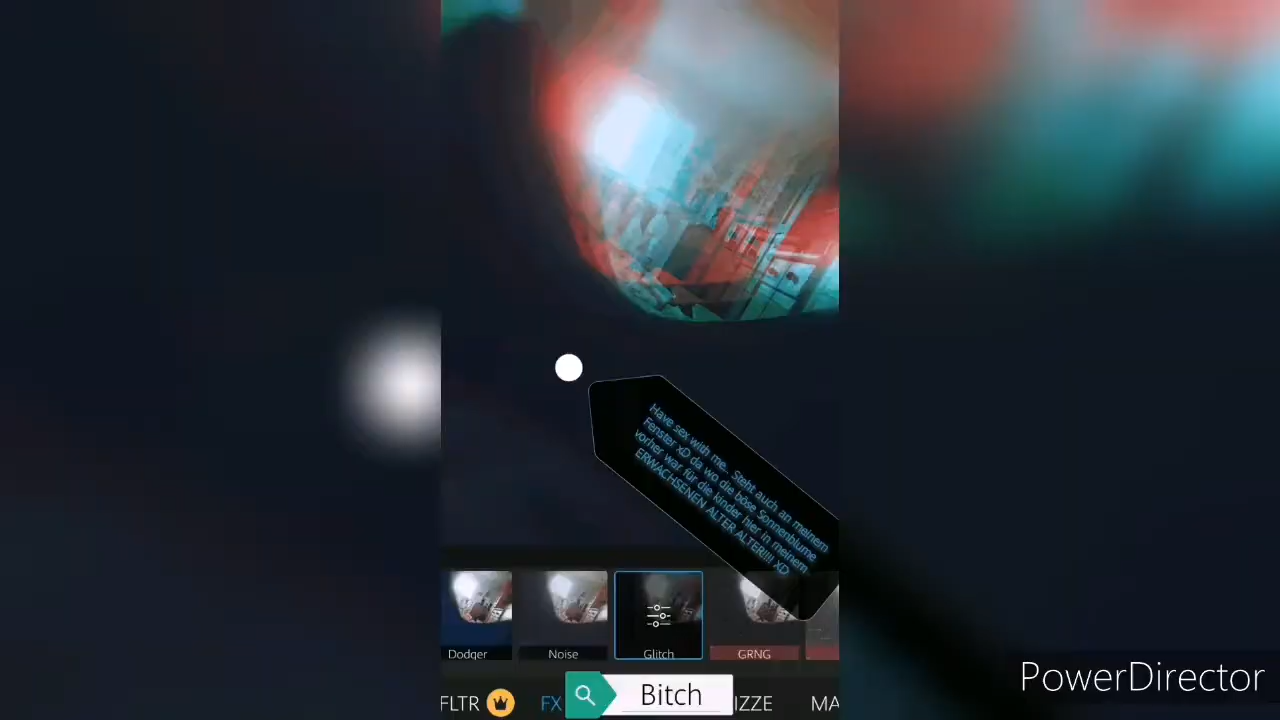 Have sex with me. Steht auch an meinem
Fenster xD da wo die böse Sonnenblume
vorher war für die kinder hier in meinem
ERWACHSENEN ALTER ALTER!!!! XD
Dodger
Noise
Glitch
GRNG
FLTR
FX
Bitch
IZZE
MA
PowerDirector